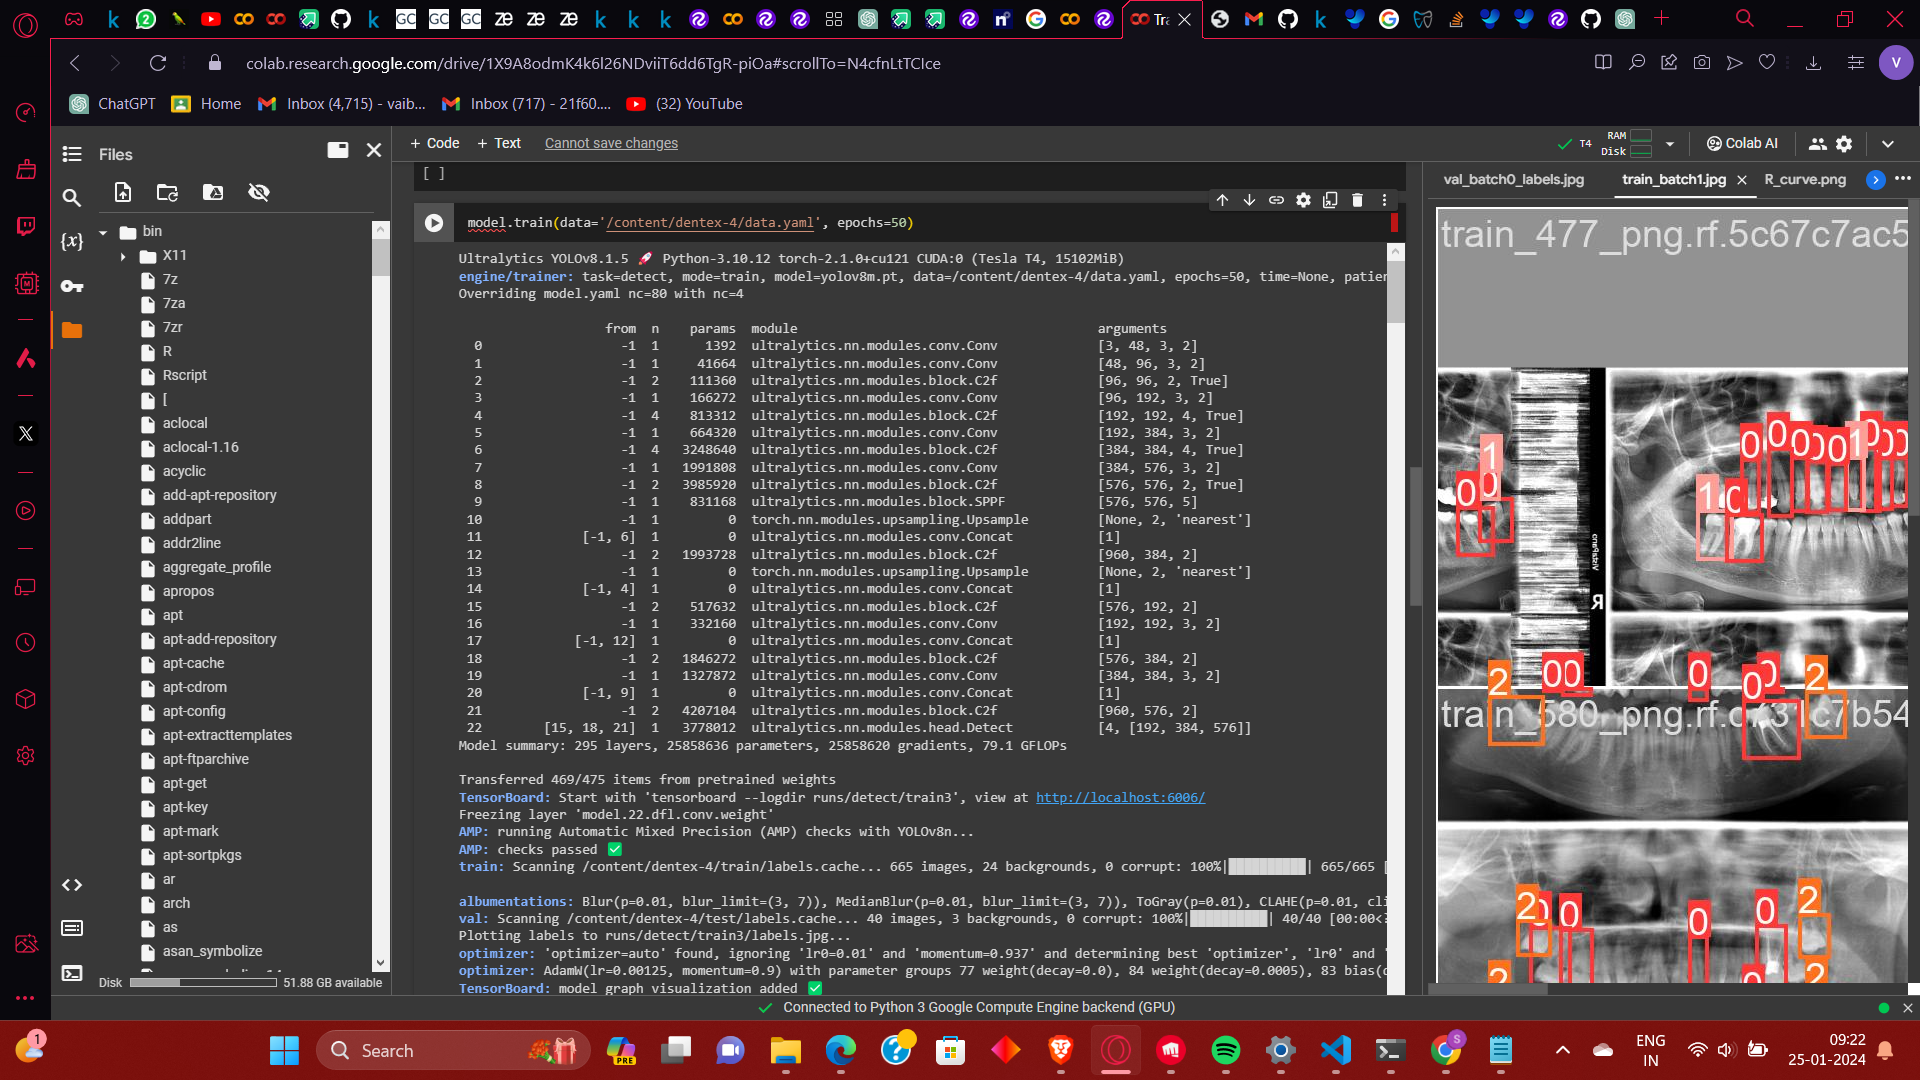 Tra
colab.research.google.com/drive/1X9A8odmK4k6l26NDviiT6dd6TgR-piOa#scrollTo=N4cfnLtTCIce
V
ChatGPT
Home
Inbox (4,715) - vaib...
Inbox (717) - 21f60....
(32) YouTube
Files
+ Code
+ Text
Cannot save changes
T4
RAM
Disk
Colab AI
bin
X11
7z
7za
7zr
R
Rscript
[
aclocal
aclocal-1.16
acyclic
add-apt-repository
addpart
addr2line
aggregate_profile
apropos
apt
apt-add-repository
apt-cache
apt-cdrom
apt-config
apt-extracttemplates
apt-ftparchive
apt-get
apt-key
apt-mark
apt-sortpkgs
ar
arch
as
asan_symbolize
Disk
51.88 GB available
[ ]
model.train(data='/content/dentex-4/data.yaml', epochs=50)
Ultralytics YOLOv8.1.5 🚀 Python-3.10.12 torch-2.1.0+cu121 CUDA:0 (Tesla T4, 15102MiB)
engine/trainer: task=detect, mode=train, model=yolov8m.pt, data=/content/dentex-4/data.yaml, epochs=50, time=None, patien
Overriding model.yaml nc=80 with nc=4
from n params module arguments
0 -1 1 1392 ultralytics.nn.modules.conv.Conv [3, 48, 3, 2]
1 -1 1 41664 ultralytics.nn.modules.conv.Conv [48, 96, 3, 2]
2 -1 2 111360 ultralytics.nn.modules.block.C2f [96, 96, 2, True]
3 -1 1 166272 ultralytics.nn.modules.conv.Conv [96, 192, 3, 2]
4 -1 4 813312 ultralytics.nn.modules.block.C2f [192, 192, 4, True]
5 -1 1 664320 ultralytics.nn.modules.conv.Conv [192, 384, 3, 2]
6 -1 4 3248640 ultralytics.nn.modules.block.C2f [384, 384, 4, True]
7 -1 1 1991808 ultralytics.nn.modules.conv.Conv [384, 576, 3, 2]
8 -1 2 3985920 ultralytics.nn.modules.block.C2f [576, 576, 2, True]
9 -1 1 831168 ultralytics.nn.modules.block.SPPF [576, 576, 5]
10 -1 1 0 torch.nn.modules.upsampling.Upsample [None, 2, 'nearest']
11 [-1, 6] 1 0 ultralytics.nn.modules.conv.Concat [1]
12 -1 2 1993728 ultralytics.nn.modules.block.C2f [960, 384, 2]
13 -1 1 0 torch.nn.modules.upsampling.Upsample [None, 2, 'nearest']
14 [-1, 4] 1 0 ultralytics.nn.modules.conv.Concat [1]
15 -1 2 517632 ultralytics.nn.modules.block.C2f [576, 192, 2]
16 -1 1 332160 ultralytics.nn.modules.conv.Conv [192, 192, 3, 2]
17 [-1, 12] 1 0 ultralytics.nn.modules.conv.Concat [1]
18 -1 2 1846272 ultralytics.nn.modules.block.C2f [576, 384, 2]
19 -1 1 1327872 ultralytics.nn.modules.conv.Conv [384, 384, 3, 2]
20 [-1, 9] 1 0 ultralytics.nn.modules.conv.Concat [1]
21 -1 2 4207104 ultralytics.nn.modules.block.C2f [960, 576, 2]
22 [15, 18, 21] 1 3778012 ultralytics.nn.modules.head.Detect [4, [192, 384, 576]]
Model summary: 295 layers, 25858636 parameters, 25858620 gradients, 79.1 GFLOPs
Transferred 469/475 items from pretrained weights
TensorBoard: Start with 'tensorboard --logdir runs/detect/train3', view at http://localhost:6006/
Freezing layer 'model.22.dfl.conv.weight'
AMP: running Automatic Mixed Precision (AMP) checks with YOLOv8n...
AMP: checks passed ✅
train: Scanning /content/dentex-4/train/labels.cache... 665 images, 24 backgrounds, 0 corrupt: 100%|██████████| 665/665 [
albumentations: Blur(p=0.01, blur_limit=(3, 7)), MedianBlur(p=0.01, blur_limit=(3, 7)), ToGray(p=0.01), CLAHE(p=0.01, cli
val: Scanning /content/dentex-4/test/labels.cache... 40 images, 3 backgrounds, 0 corrupt: 100%|██████████| 40/40 [00:00<?
Plotting labels to runs/detect/train3/labels.jpg...
optimizer: 'optimizer=auto' found, ignoring 'lr0=0.01' and 'momentum=0.937' and determining best 'optimizer', 'lr0' and '
optimizer: AdamW(lr=0.00125, momentum=0.9) with parameter groups 77 weight(decay=0.0), 84 weight(decay=0.0005), 83 bias(d
TensorBoard: model graph visualization added ✅
val_batch0_labels.jpg
train_batch1.jpg
R_curve.png
train_477_png.rf.5c67c7ac5
R
train_580_png.rf.c731c7b54
Connected to Python 3 Google Compute Engine backend (GPU)
1
Search
PRE
S
ENG
IN
09:22
25-01-2024